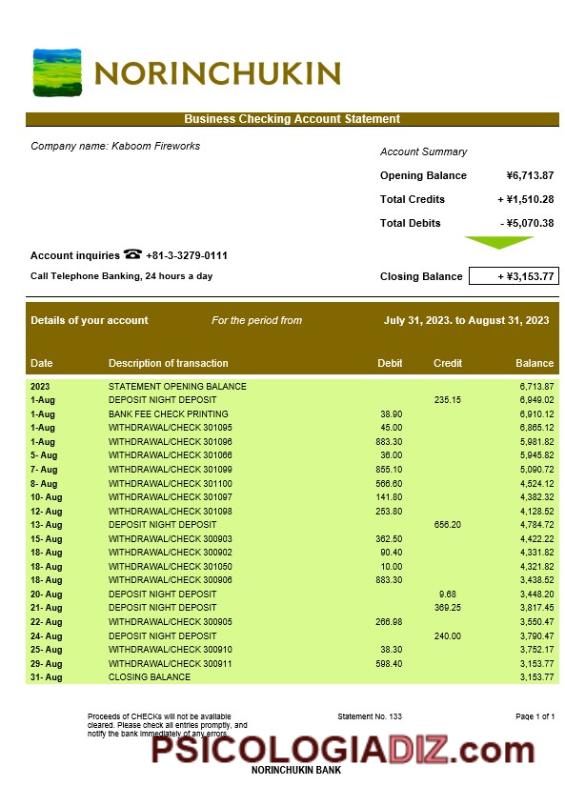 NORINCHUKIN
Business Checking Account Statement
Company name: Kaboom Fireworks
Account Summary
Opening Balance ¥6,713.87
Total Credits + ¥1,510.28
Total Debits - ¥5,070.38
Account inquiries ☎ +81-3-3279-0111
Call Telephone Banking, 24 hours a day
Closing Balance + ¥3,153.77
Details of your account For the period from July 31, 2023. to August 31, 2023
Date Description of transaction Debit Credit Balance
2023 STATEMENT OPENING BALANCE 6,713.87
1-Aug DEPOSIT NIGHT DEPOSIT 235.15 6,949.02
1-Aug BANK FEE CHECK PRINTING 38.90 6,910.12
1-Aug WITHDRAWAL/CHECK 301095 45.00 6,865.12
1-Aug WITHDRAWAL/CHECK 301096 883.30 5,981.82
5- Aug WITHDRAWAL/CHECK 301066 36.00 5,945.82
7- Aug WITHDRAWAL/CHECK 301099 855.10 5,090.72
8- Aug WITHDRAWAL/CHECK 301100 566.60 4,524.12
10- Aug WITHDRAWAL/CHECK 301097 141.80 4,382.32
12- Aug WITHDRAWAL/CHECK 301098 253.80 4,128.52
13- Aug DEPOSIT NIGHT DEPOSIT 656.20 4,784.72
15- Aug WITHDRAWAL/CHECK 300903 362.50 4,422.22
18- Aug WITHDRAWAL/CHECK 300902 90.40 4,331.82
18- Aug WITHDRAWAL/CHECK 301050 10.00 4,321.82
18- Aug WITHDRAWAL/CHECK 300906 883.30 3,438.52
20- Aug DEPOSIT NIGHT DEPOSIT 9.68 3,448.20
21- Aug DEPOSIT NIGHT DEPOSIT 369.25 3,817.45
22- Aug WITHDRAWAL/CHECK 300905 266.98 3,550.47
24- Aug DEPOSIT NIGHT DEPOSIT 240.00 3,790.47
25- Aug WITHDRAWAL/CHECK 300910 38.30 3,752.17
29- Aug WITHDRAWAL/CHECK 300911 598.40 3,153.77
31- Aug CLOSING BALANCE 3,153.77
Proceeds of CHECKs will not be available
cleared. Please check all entries promptly, and
notify the bank immediately of any errors.
Statement No. 133
Page 1 of 1
PSICOLOGIADIZ.com
NORINCHUKIN BANK